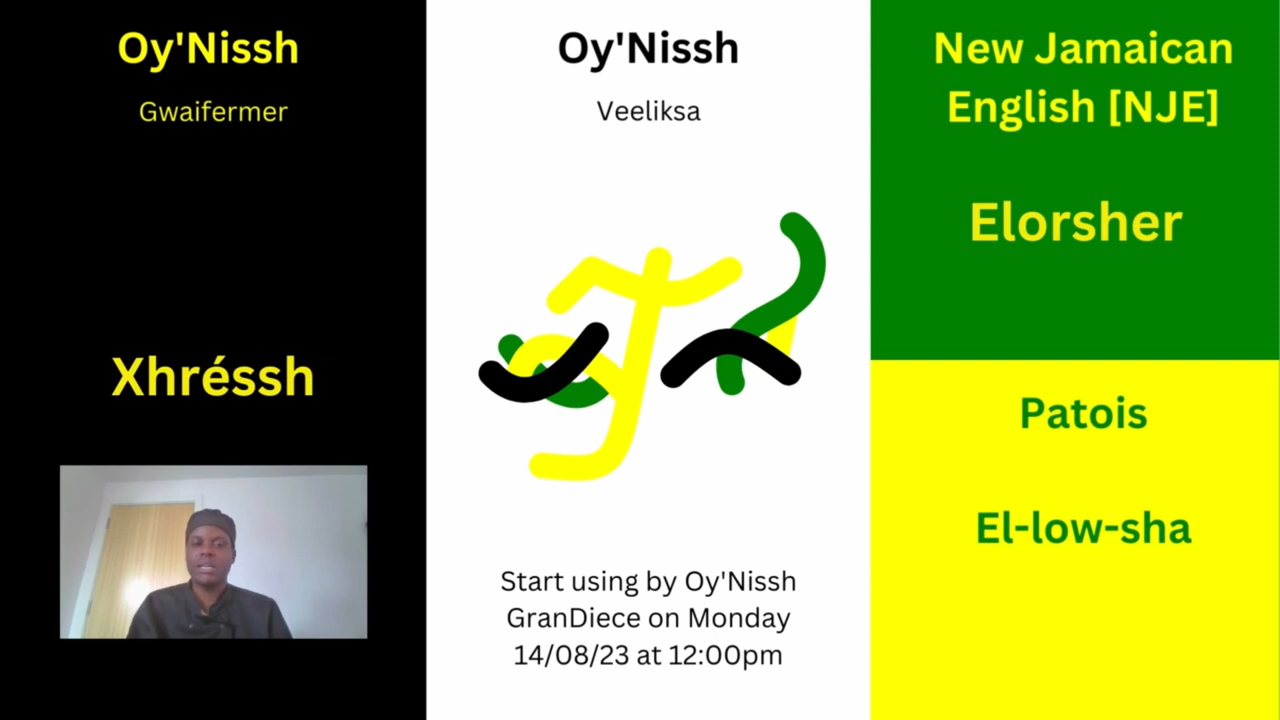 Oy'Nissh
Gwaifermer
Xhréssh
Oy'Nissh
Veeliksa
Start using by Oy'Nissh
GranDiece on Monday
14/08/23 at 12:00pm
New Jamaican
English [NJE]
Elorsher
Patois
El-low-sha